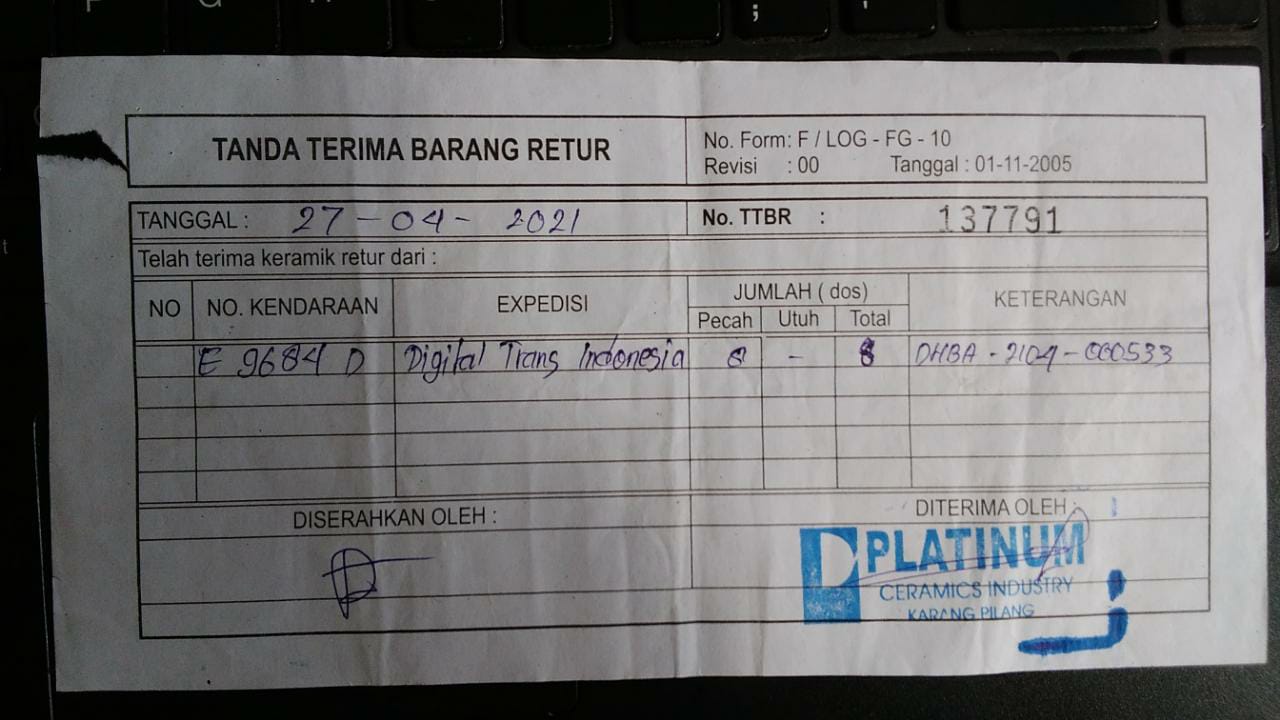 TANDA TERIMA BARANG RETUR
No. Form: F / LOG - FG - 10
Revisi : 00 Tanggal : 01-11-2005
TANGGAL : 27 - 04 - 2021
No. TTBR : 137791
Telah terima keramik retur dari :
NO NO. KENDARAAN EXPEDISI JUMLAH ( dos) KETERANGAN
Pecah Utuh Total
E 9684 D Digital Trans Indonesia 8 - 8 DHBA - 2104 - 000533
DISERAHKAN OLEH : DITERIMA OLEH :
PLATINUM
CERAMICS INDUSTRY
KARANG PILANG